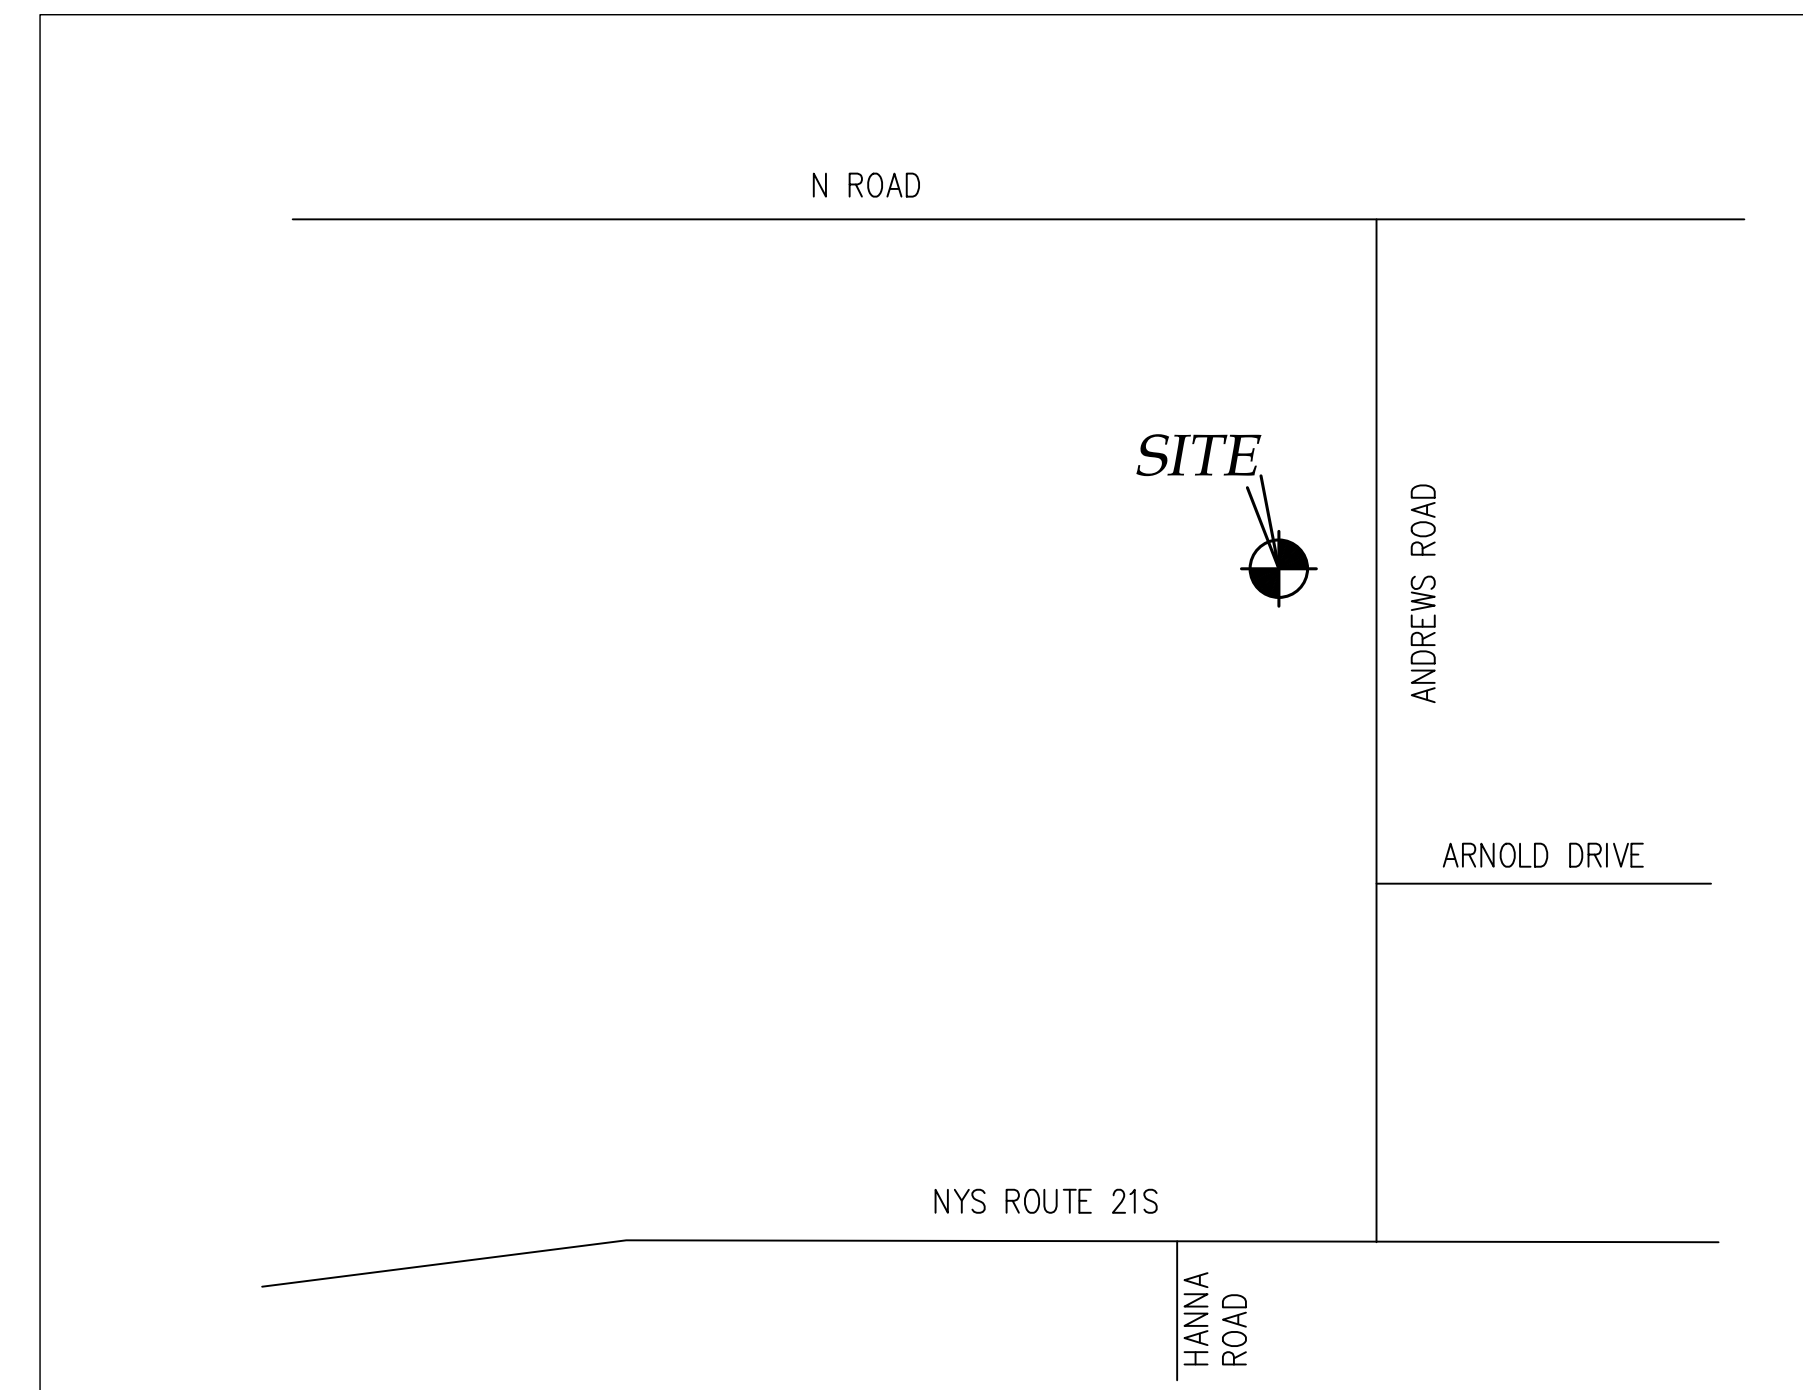 N ROAD
SITE
ANDREWS ROAD
ARNOLD DRIVE
NYS ROUTE 21S
HANNA
ROAD